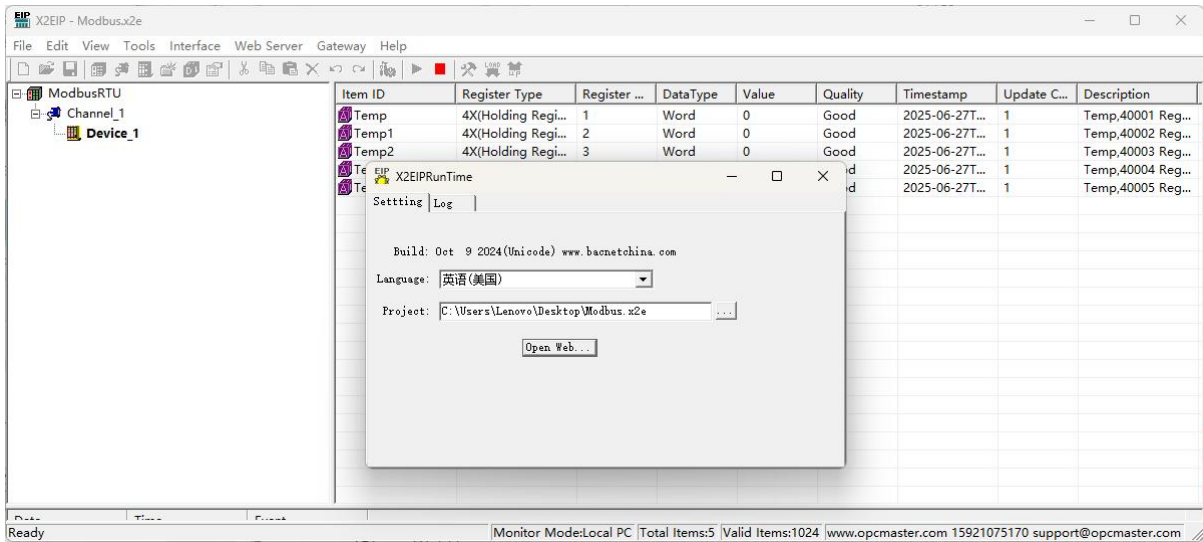 EIP X2EIP - Modbus.x2e
File Edit View Tools Interface Web Server Gateway Help
ModbusRTU
Channel_1
Device_1
Item ID Register Type Register ... DataType Value Quality Timestamp Update C... Description
Temp 4X(Holding Regi... 1 Word 0 Good 2025-06-27T... 1 Temp,40001 Reg...
Temp1 4X(Holding Regi... 2 Word 0 Good 2025-06-27T... 1 Temp,40002 Reg...
Temp2 4X(Holding Regi... 3 Word 0 Good 2025-06-27T... 1 Temp,40003 Reg...
2025-06-27T... 1 Temp,40004 Reg...
2025-06-27T... 1 Temp,40005 Reg...
EIP X2EIPRunTime
Settting Log
Build: Oct 9 2024(Unicode) www.bacnetchina.com
Language: 英语(美国)
Project: C:\Users\Lenovo\Desktop\Modbus.x2e ...
Open Web...
Ready Monitor Mode:Local PC Total Items:5 Valid Items:1024 www.opcmaster.com 15921075170 support@opcmaster.com